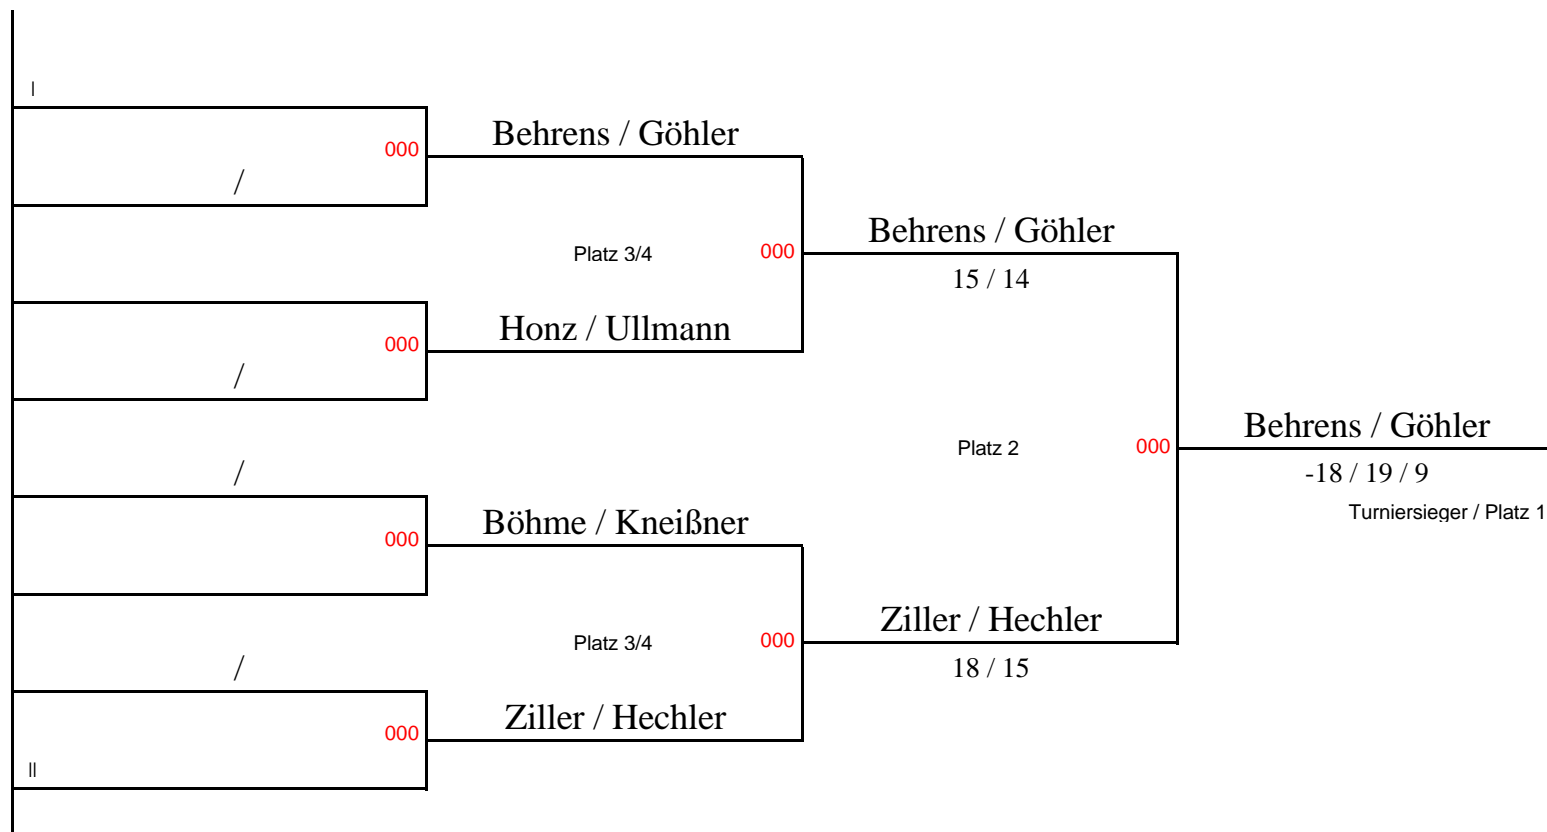 I
000
Behrens / Göhler
/
Behrens / Göhler
Platz 3/4
000
15 / 14
Honz / Ullmann
000
/
Behrens / Göhler
Platz 2
000
/
-18 / 19 / 9
Turniersieger / Platz 1
Böhme / Kneißner
000
Ziller / Hechler
Platz 3/4
000
/
18 / 15
Ziller / Hechler
000
II